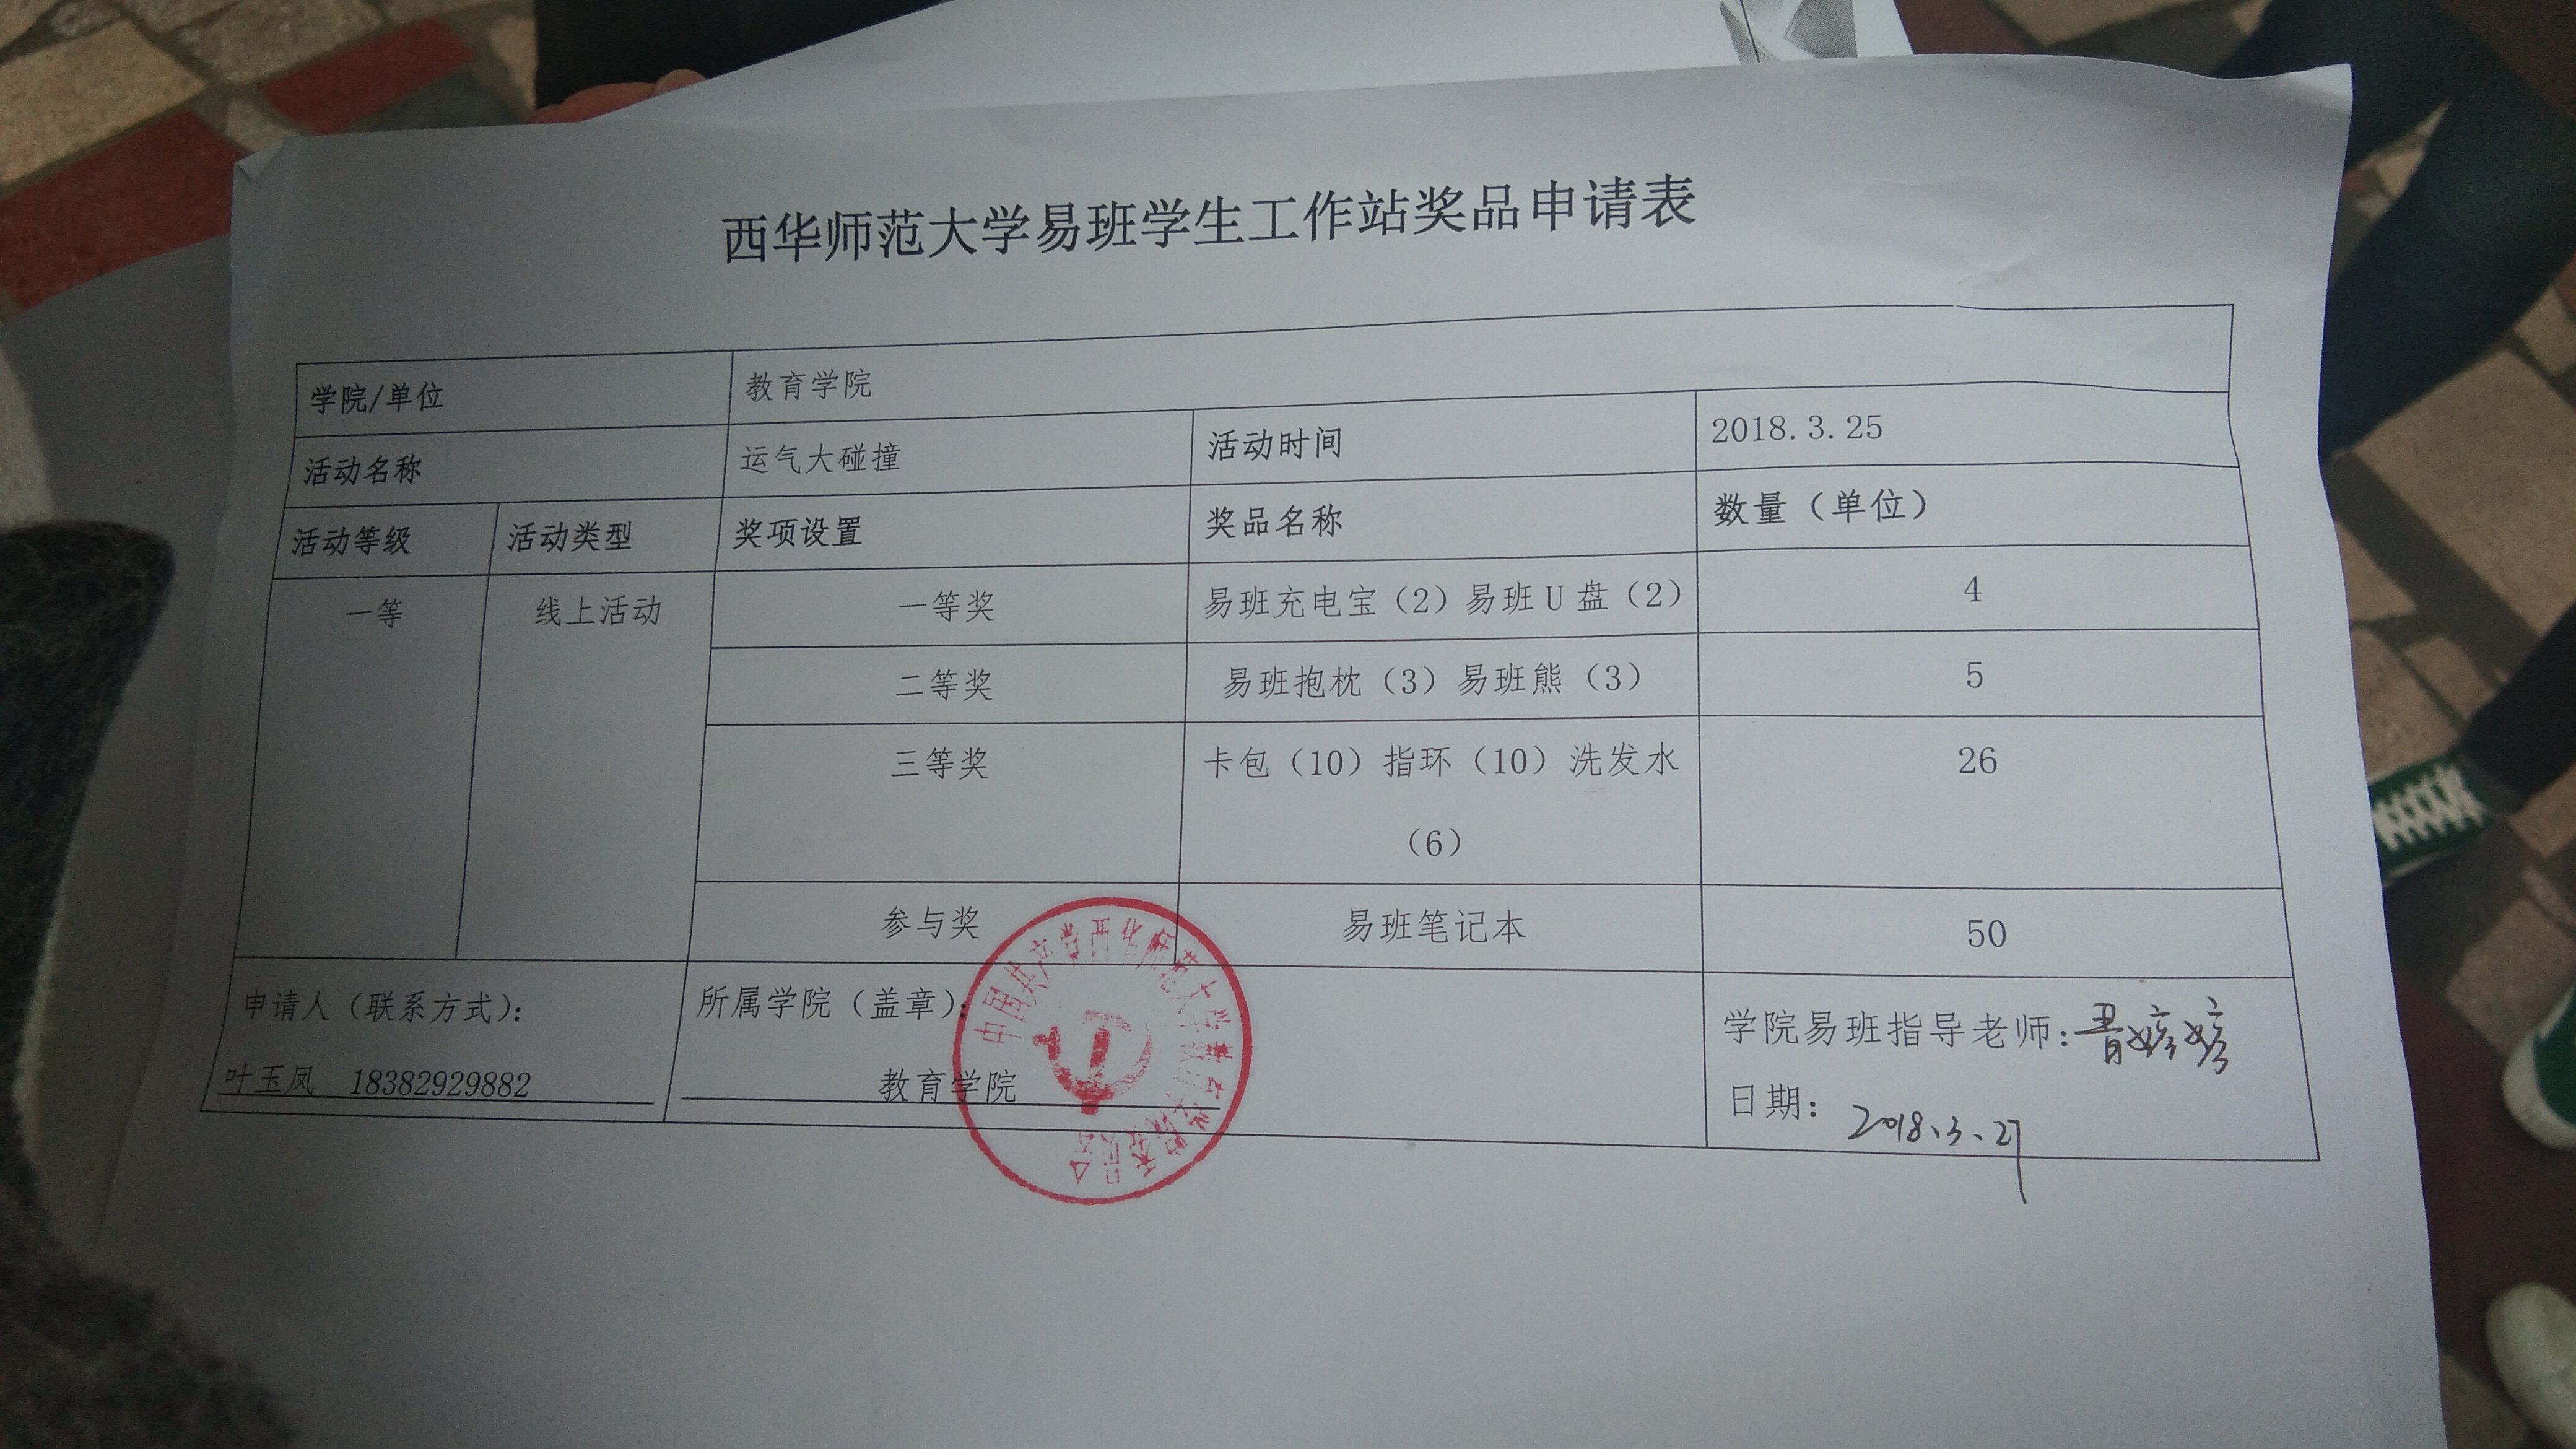 西华师范大学易班学生工作站奖品申请表
学院/单位 教育学院
活动名称 运气大碰撞 活动时间 2018.3.25
活动等级 活动类型 奖项设置 奖品名称 数量（单位）
一等 线上活动 一等奖 易班充电宝（2）易班U盘（2） 4
二等奖 易班抱枕（3）易班熊（3） 5
三等奖 卡包（10）指环（10）洗发水 26
（6）
参与奖 易班笔记本 50
申请人（联系方式）： 所属学院（盖章）： 学院易班指导老师：
叶玉凤 18382929882 教育学院 日期：2018.3.27
中国共产党西华师范大学教育学院委员会